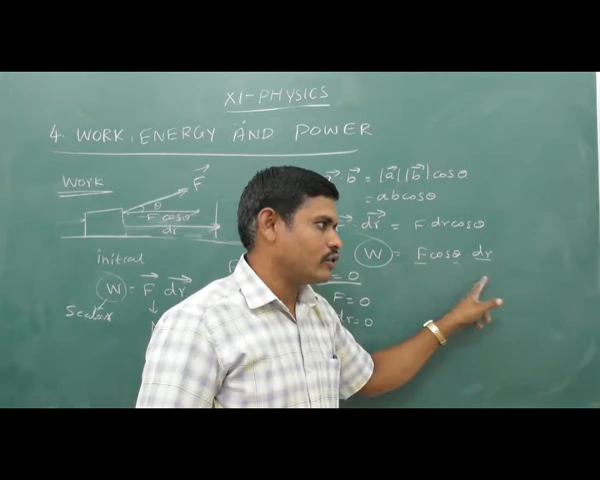 XI-PHYSICS
4. WORK, ENERGY AND POWER
WORK
F
θ
F cosθ
dr
initial
W = F dr
Scalar
b = |a||b| cosθ
= ab cosθ
dr = F dr cosθ
W = F cosθ dr
= 0
F = 0
dr = 0